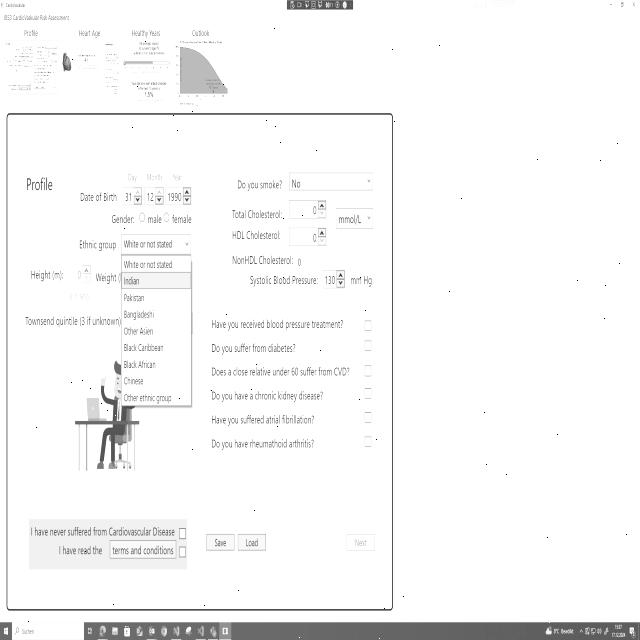 CardioVascular
JBS3 CardioVascular Risk Assessment
Profile
Heart Age
Healthy Years
Outlook
Profile
Day Month Year
Date of Birth 31 12 1990
Gender: male female
Ethnic group White or not stated
White or not stated
Indian
Pakistan
Bangladeshi
Other Asien
Black Caribbean
Black African
Chinese
Other ethnic group
Height (m): 0 Weight (
Townsend quintile (3 if unknown)
Do you smoke? No
Total Cholesterol: 0 mmol/L
HDL Cholesterol: 0
NonHDL Cholesterol: 0
Systolic Blood Pressure: 130 mm Hg
Have you received blood pressure treatment?
Do you suffer from diabetes?
Does a close relative under 60 suffer from CVD?
Do you have a chronic kidney disease?
Have you suffered atrial fibrillation?
Do you have rheumathoid arthritis?
I have never suffered from Cardiovascular Disease
I have read the terms and conditions
Save Load Next
Suchen